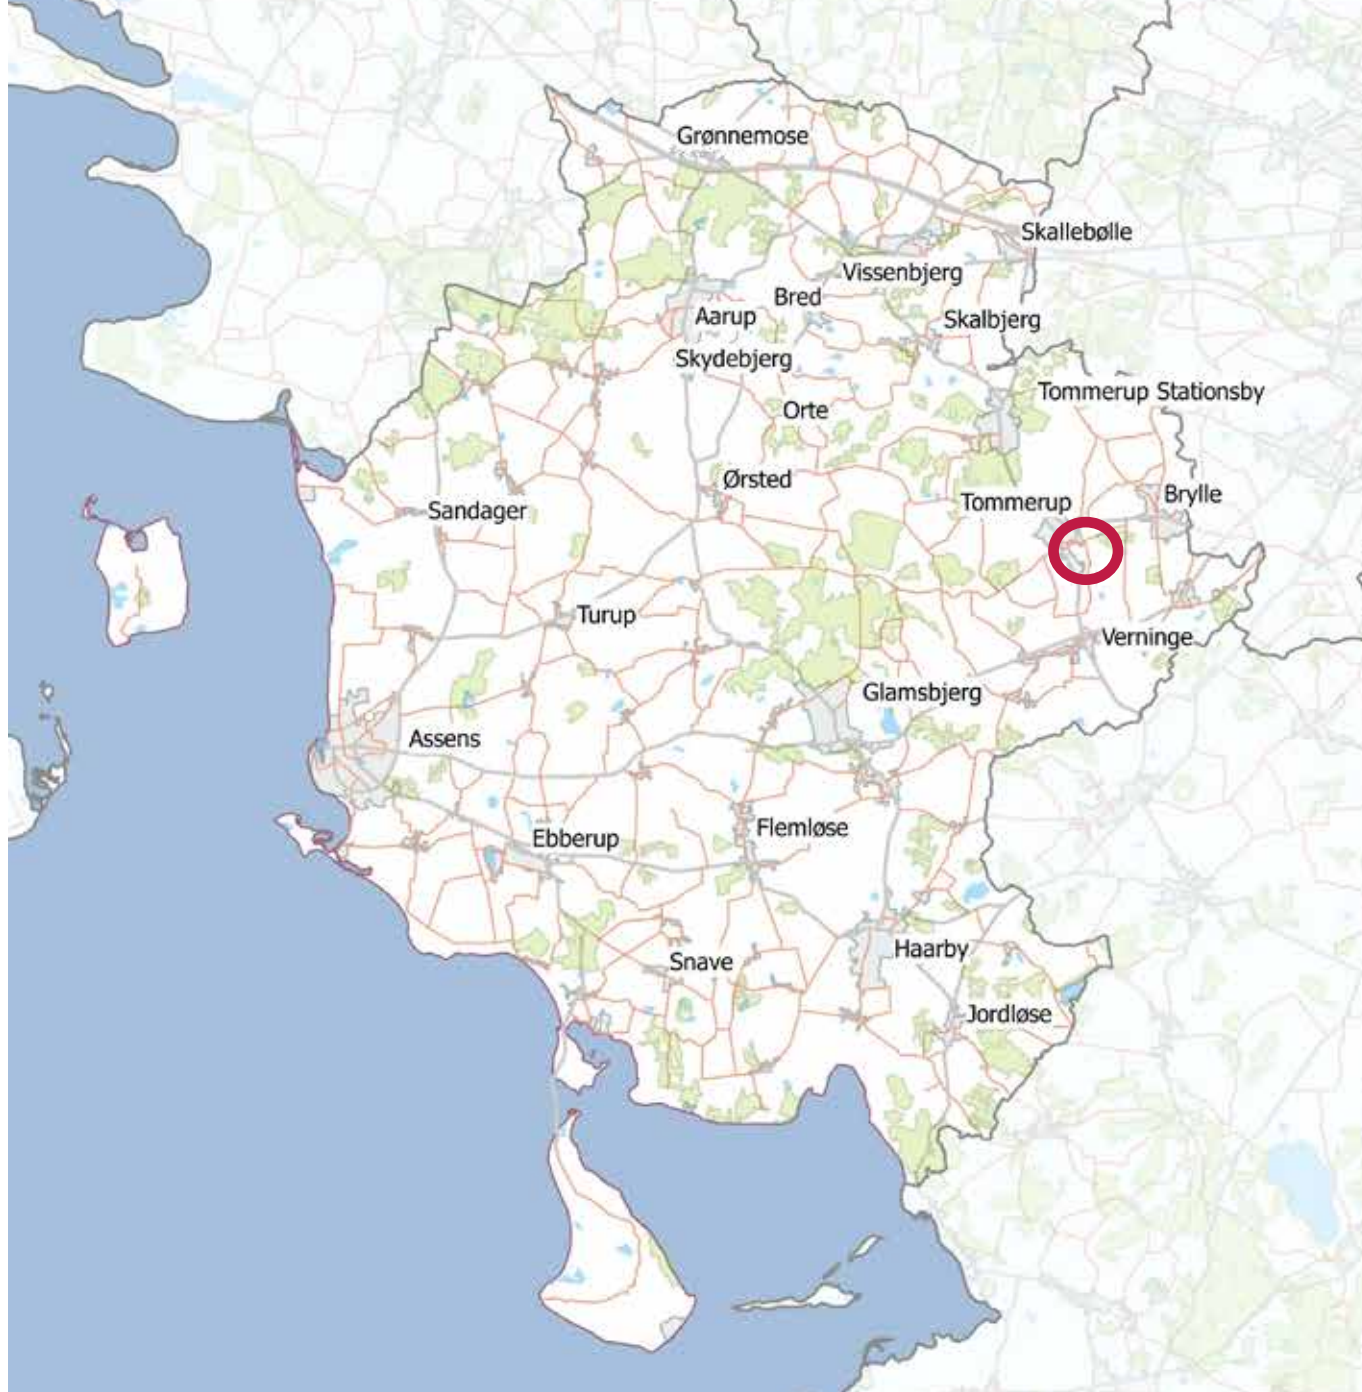 Grønnemose
Skallebølle
Vissenbjerg
Bred
Aarup
Skalbjerg
Skydebjerg
Tommerup Stationsby
Orte
Ørsted
Brylle
Tommerup
Sandager
Turup
Verninge
Glamsbjerg
Assens
Flemløse
Ebberup
Haarby
Snave
Jordløse